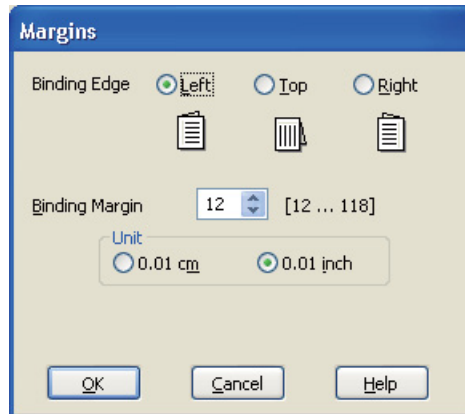 Margins
Binding Edge Left Top Right
Binding Margin 12 [12 ... 118]
Unit
0.01 cm 0.01 inch
OK Cancel Help